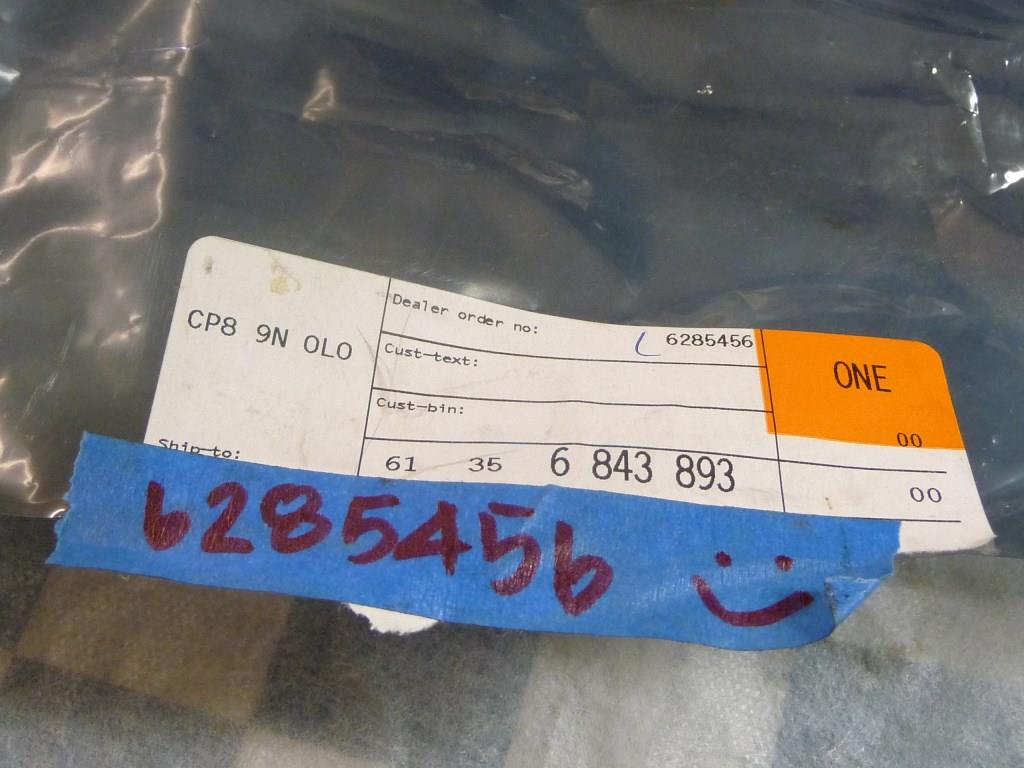 CP8 9N OLO
Ship to:
Dealer order no: 6285456
Cust-text:
Cust-bin:
61 35 6 843 893
ONE
00
00
6285456